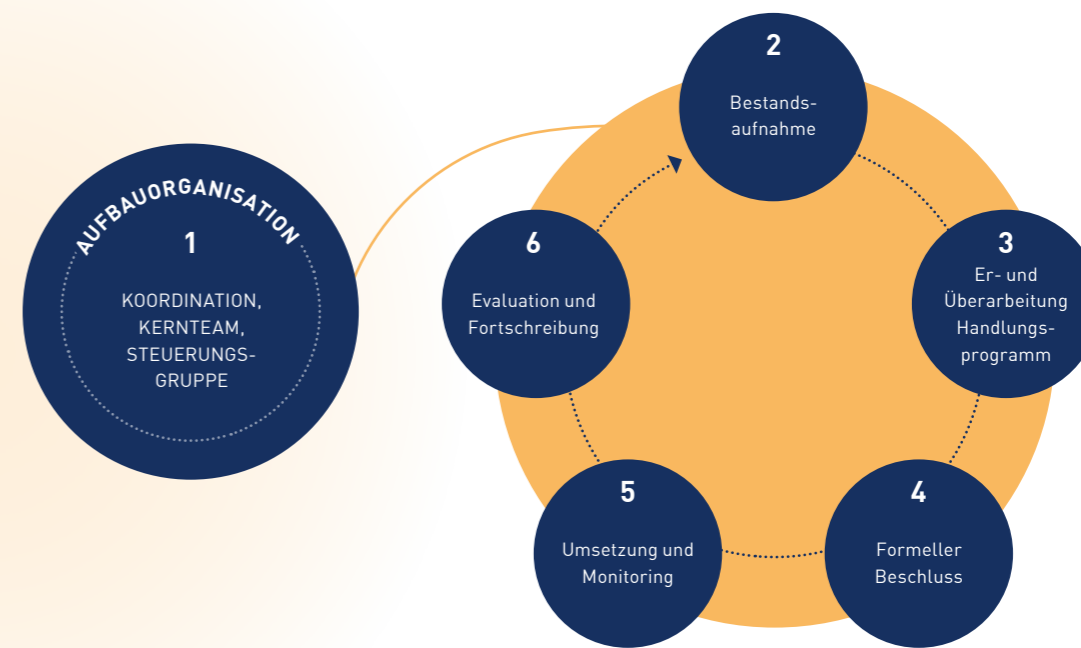 AUFBAUORGANISATION
1
KOORDINATION,
KERNTEAM,
STEUERUNGS-
GRUPPE
2
Bestands-
aufnahme
3
Er- und
Überarbeitung
Handlungs-
programm
4
Formeller
Beschluss
5
Umsetzung und
Monitoring
6
Evaluation und
Fortschreibung